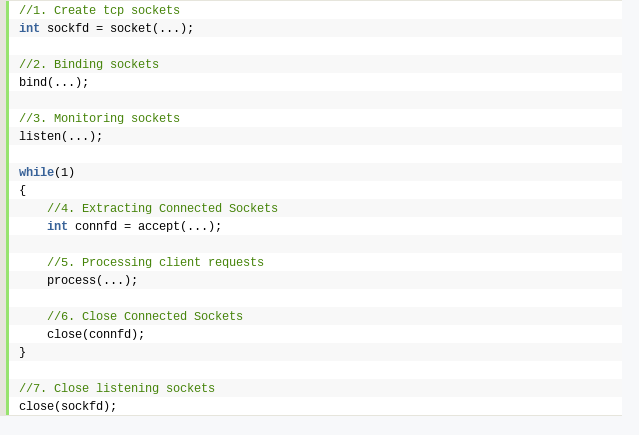 //1. Create tcp sockets
int sockfd = socket(...);
//2. Binding sockets
bind(...);
//3. Monitoring sockets
listen(...);
while(1)
{
//4. Extracting Connected Sockets
int connfd = accept(...);
//5. Processing client requests
process(...);
//6. Close Connected Sockets
close(connfd);
}
//7. Close listening sockets
close(sockfd);